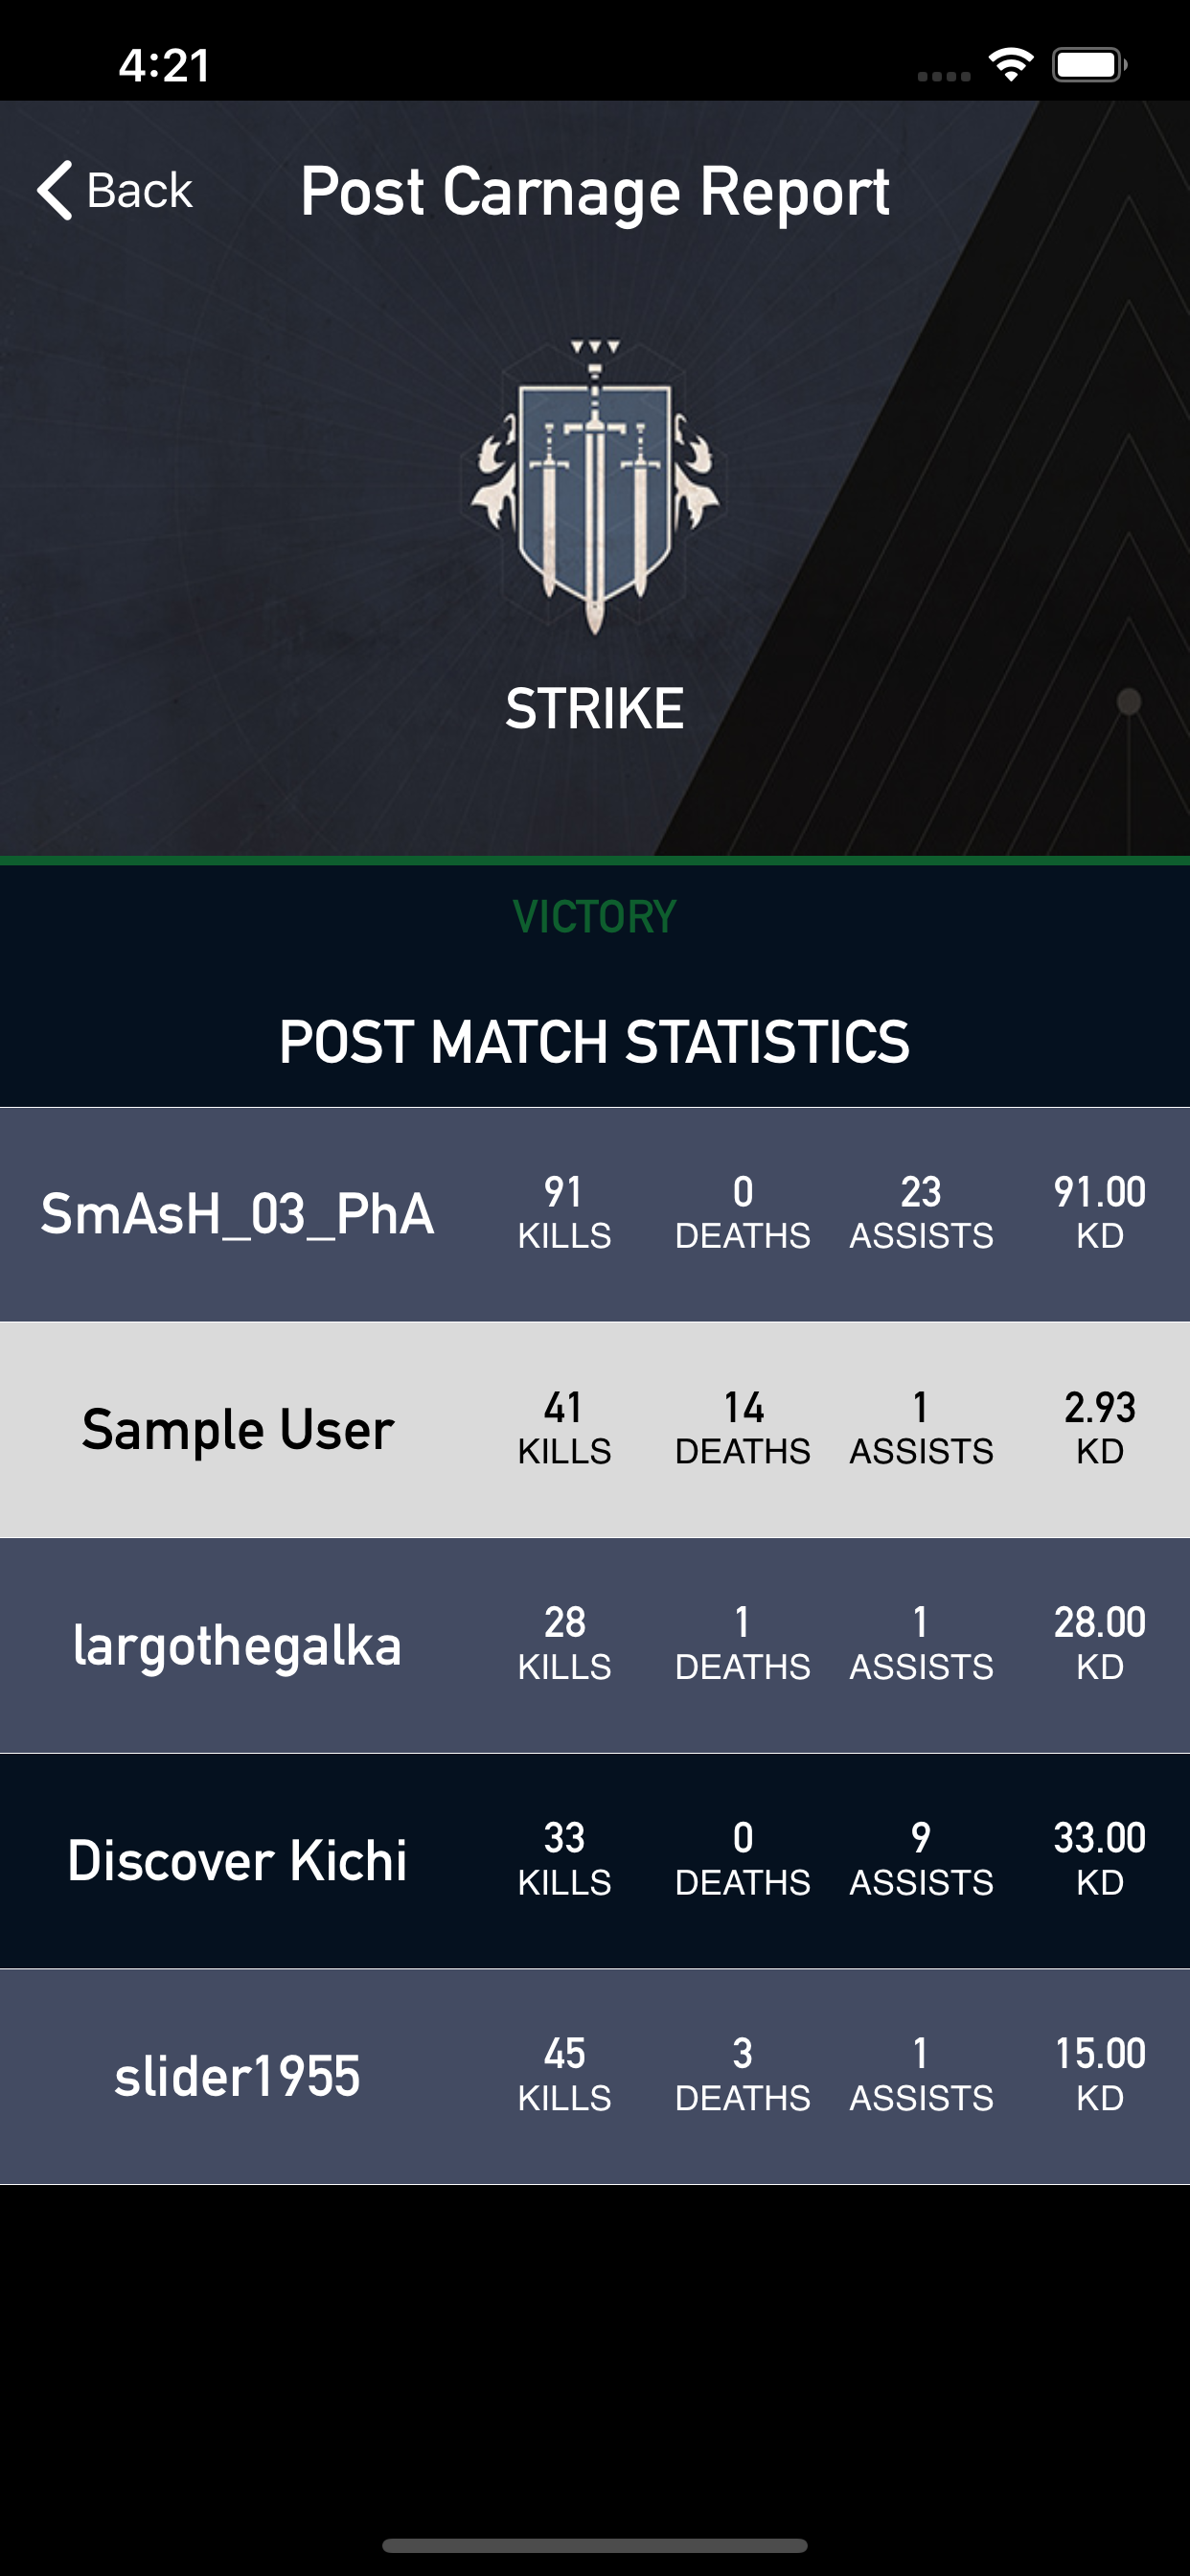 4:21
Back
Post Carnage Report
STRIKE
VICTORY
POST MATCH STATISTICS
SmAsH_03_PhA
91 0 23 91.00
KILLS DEATHS ASSISTS KD
Sample User
41 14 1 2.93
KILLS DEATHS ASSISTS KD
largothegalka
28 1 1 28.00
KILLS DEATHS ASSISTS KD
Discover Kichi
33 0 9 33.00
KILLS DEATHS ASSISTS KD
slider1955
45 3 1 15.00
KILLS DEATHS ASSISTS KD